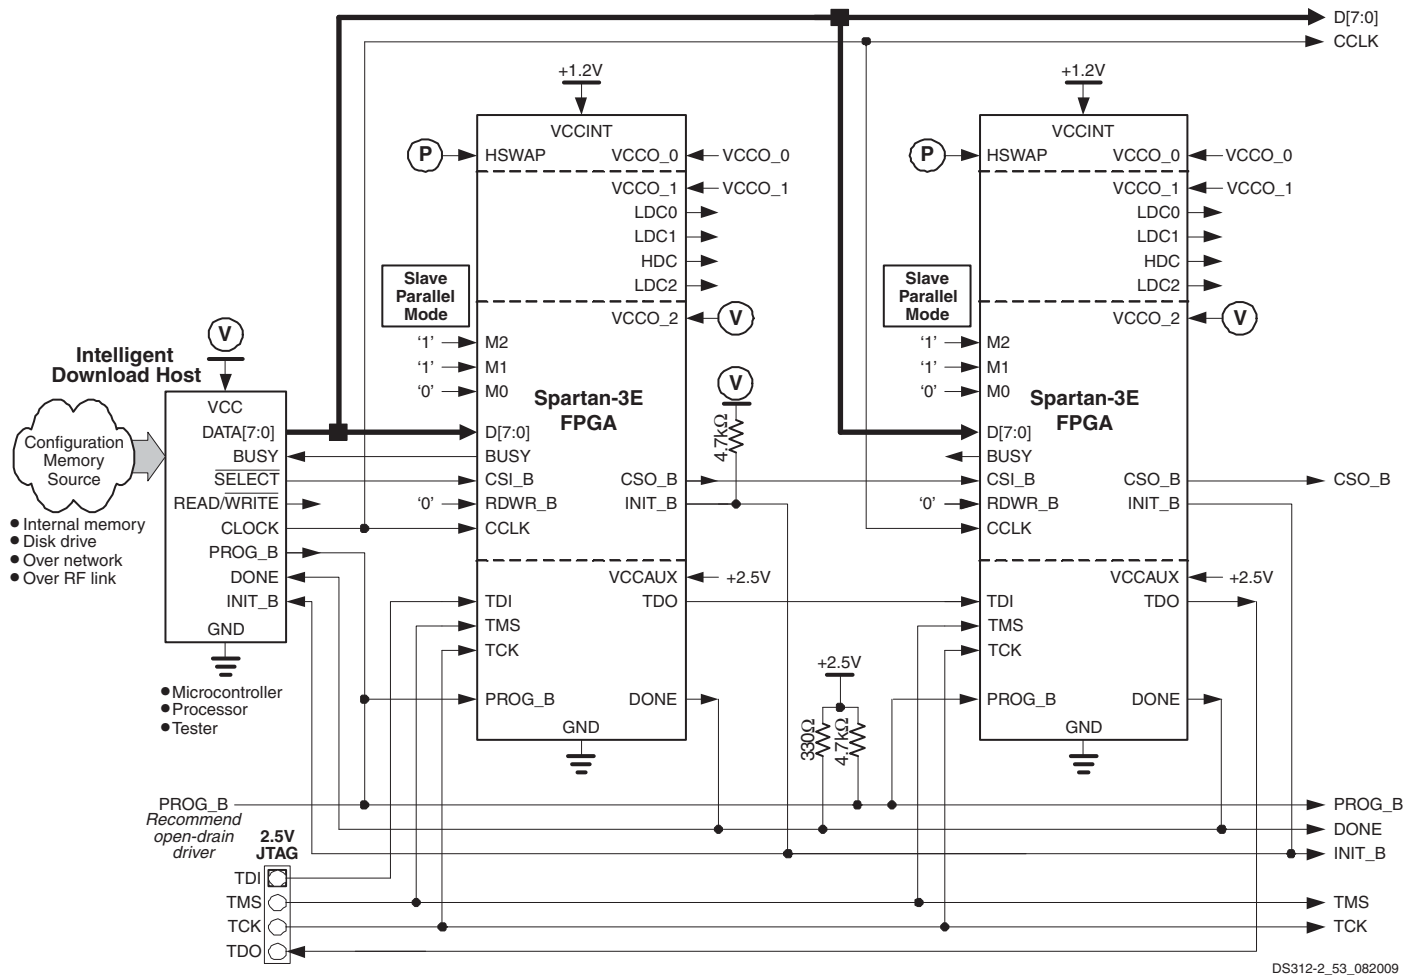 D[7:0]
CCLK
+1.2V
+1.2V
VCCINT
VCCINT
P
HSWAP
VCCO_0
VCCO_0
P
HSWAP
VCCO_0
VCCO_0
VCCO_1
VCCO_1
VCCO_1
VCCO_1
LDC0
LDC0
LDC1
LDC1
HDC
HDC
LDC2
LDC2
Slave
Parallel
Mode
Slave
Parallel
Mode
VCCO_2
V
VCCO_2
V
V
Intelligent
Download Host
'1'
M2
'1'
M2
'1'
M1
'1'
M1
'0'
M0
'0'
M0
Spartan-3E
FPGA
Spartan-3E
FPGA
V
4.7kΩ
VCC
Configuration
Memory
Source
DATA[7:0]
D[7:0]
D[7:0]
BUSY
BUSY
BUSY
SELECT
CSI_B
CSO_B
CSI_B
CSO_B
CSO_B
READ/WRITE
'0'
RDWR_B
INIT_B
'0'
RDWR_B
INIT_B
CLOCK
CCLK
CCLK
Internal memory
Disk drive
Over network
Over RF link
PROG_B
DONE
VCCAUX
+2.5V
VCCAUX
+2.5V
INIT_B
TDI
TDO
TDI
TDO
GND
TMS
TMS
TCK
TCK
Microcontroller
Processor
Tester
+2.5V
PROG_B
DONE
PROG_B
DONE
330Ω
4.7kΩ
GND
GND
PROG_B
Recommend
open-drain
driver
PROG_B
DONE
INIT_B
2.5V
JTAG
TDI
TMS
TMS
TCK
TCK
TDO
DS312-2_53_082009